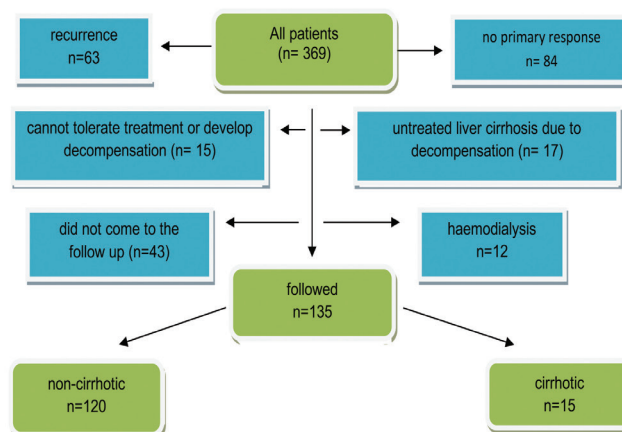 recurrence
n=63
All patients
(n= 369)
no primary response
n= 84
cannot tolerate treatment or develop
decompensation (n= 15)
untreated liver cirrhosis due to
decompensation (n= 17)
did not come to the
follow up (n=43)
haemodialysis
n=12
followed
n=135
non-cirrhotic
n=120
cirrhotic
n=15